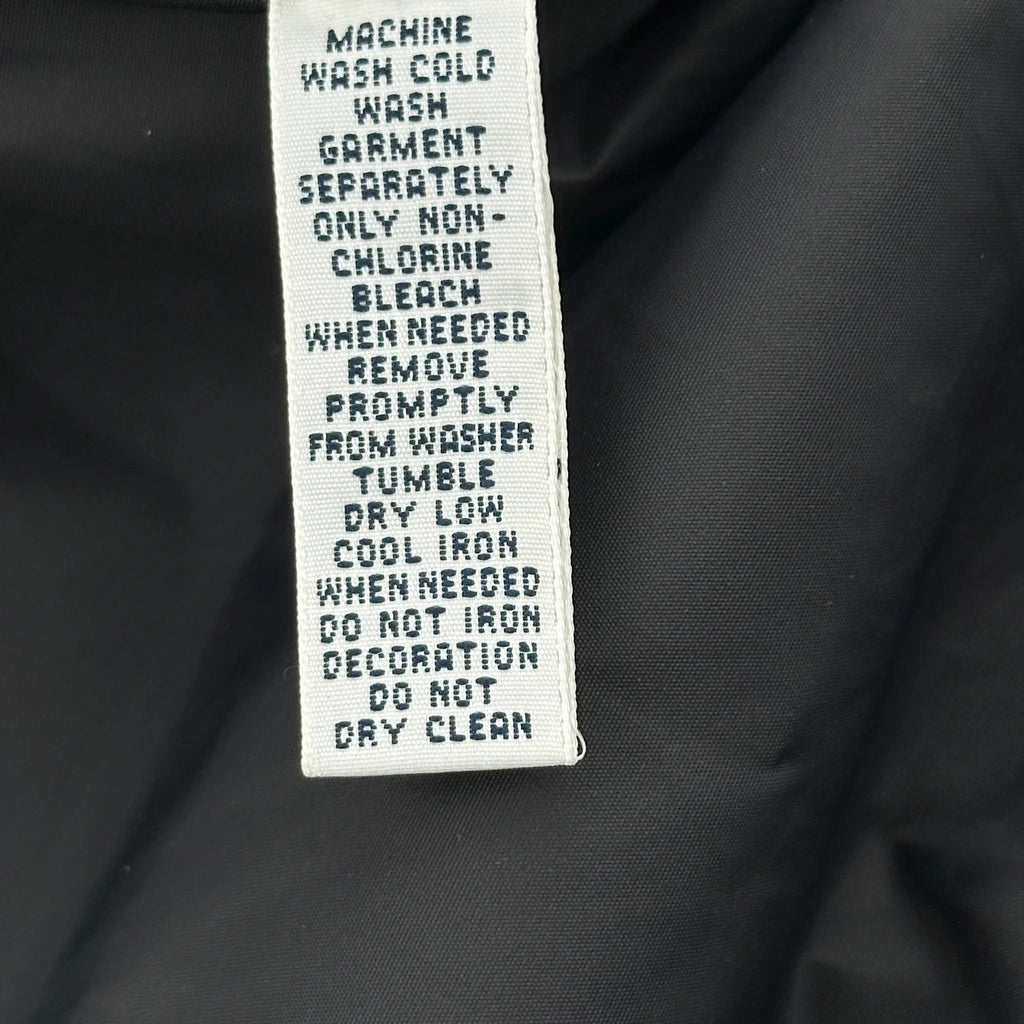 MACHINE
WASH COLD
WASH
GARMENT
SEPARATELY
ONLY NON-
CHLORINE
BLEACH
WHEN NEEDED
REMOVE
PROMPTLY
FROM WASHER
TUMBLE
DRY LOW
COOL IRON
WHEN NEEDED
DO NOT IRON
DECORATION
DO NOT
DRY CLEAN